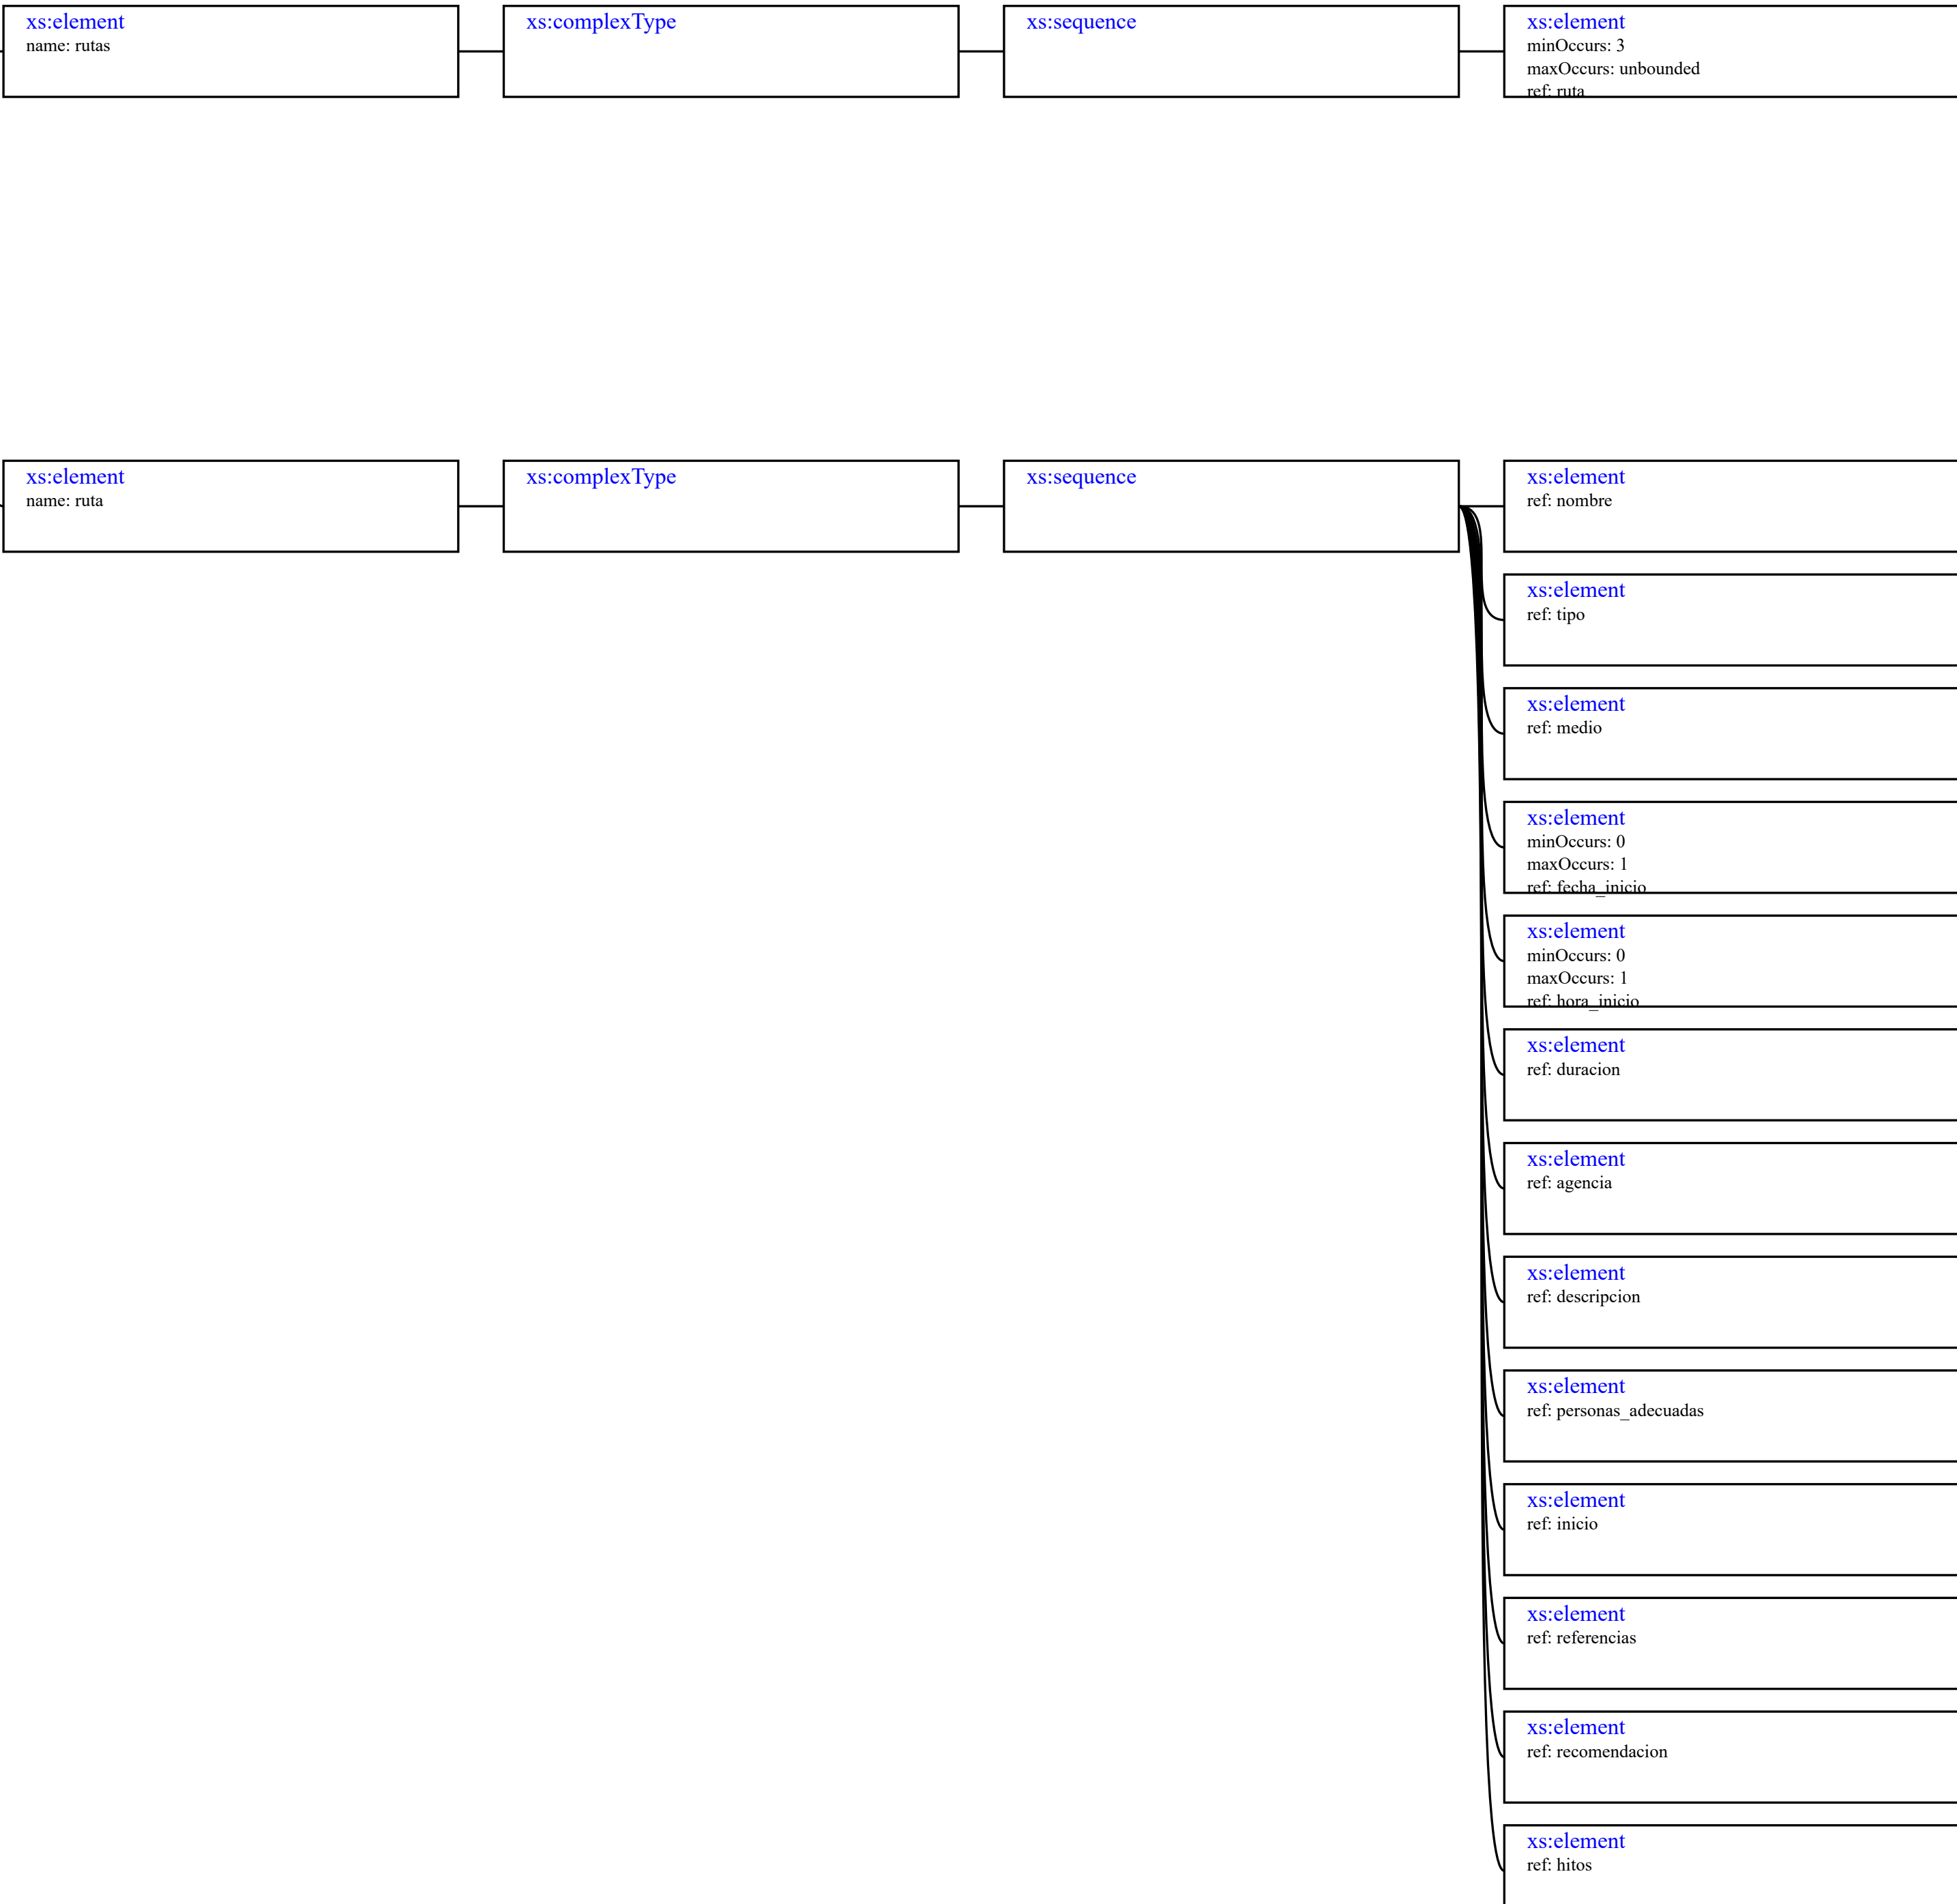 xs:element
name: rutas
xs:complexType
xs:sequence
xs:element
minOccurs: 3
maxOccurs: unbounded
ref: ruta
xs:element
name: ruta
xs:complexType
xs:sequence
xs:element
ref: nombre
xs:element
ref: tipo
xs:element
ref: medio
xs:element
minOccurs: 0
maxOccurs: 1
ref: fecha_inicio
xs:element
minOccurs: 0
maxOccurs: 1
ref: hora_inicio
xs:element
ref: duracion
xs:element
ref: agencia
xs:element
ref: descripcion
xs:element
ref: personas_adecuadas
xs:element
ref: inicio
xs:element
ref: referencias
xs:element
ref: recomendacion
xs:element
ref: hitos